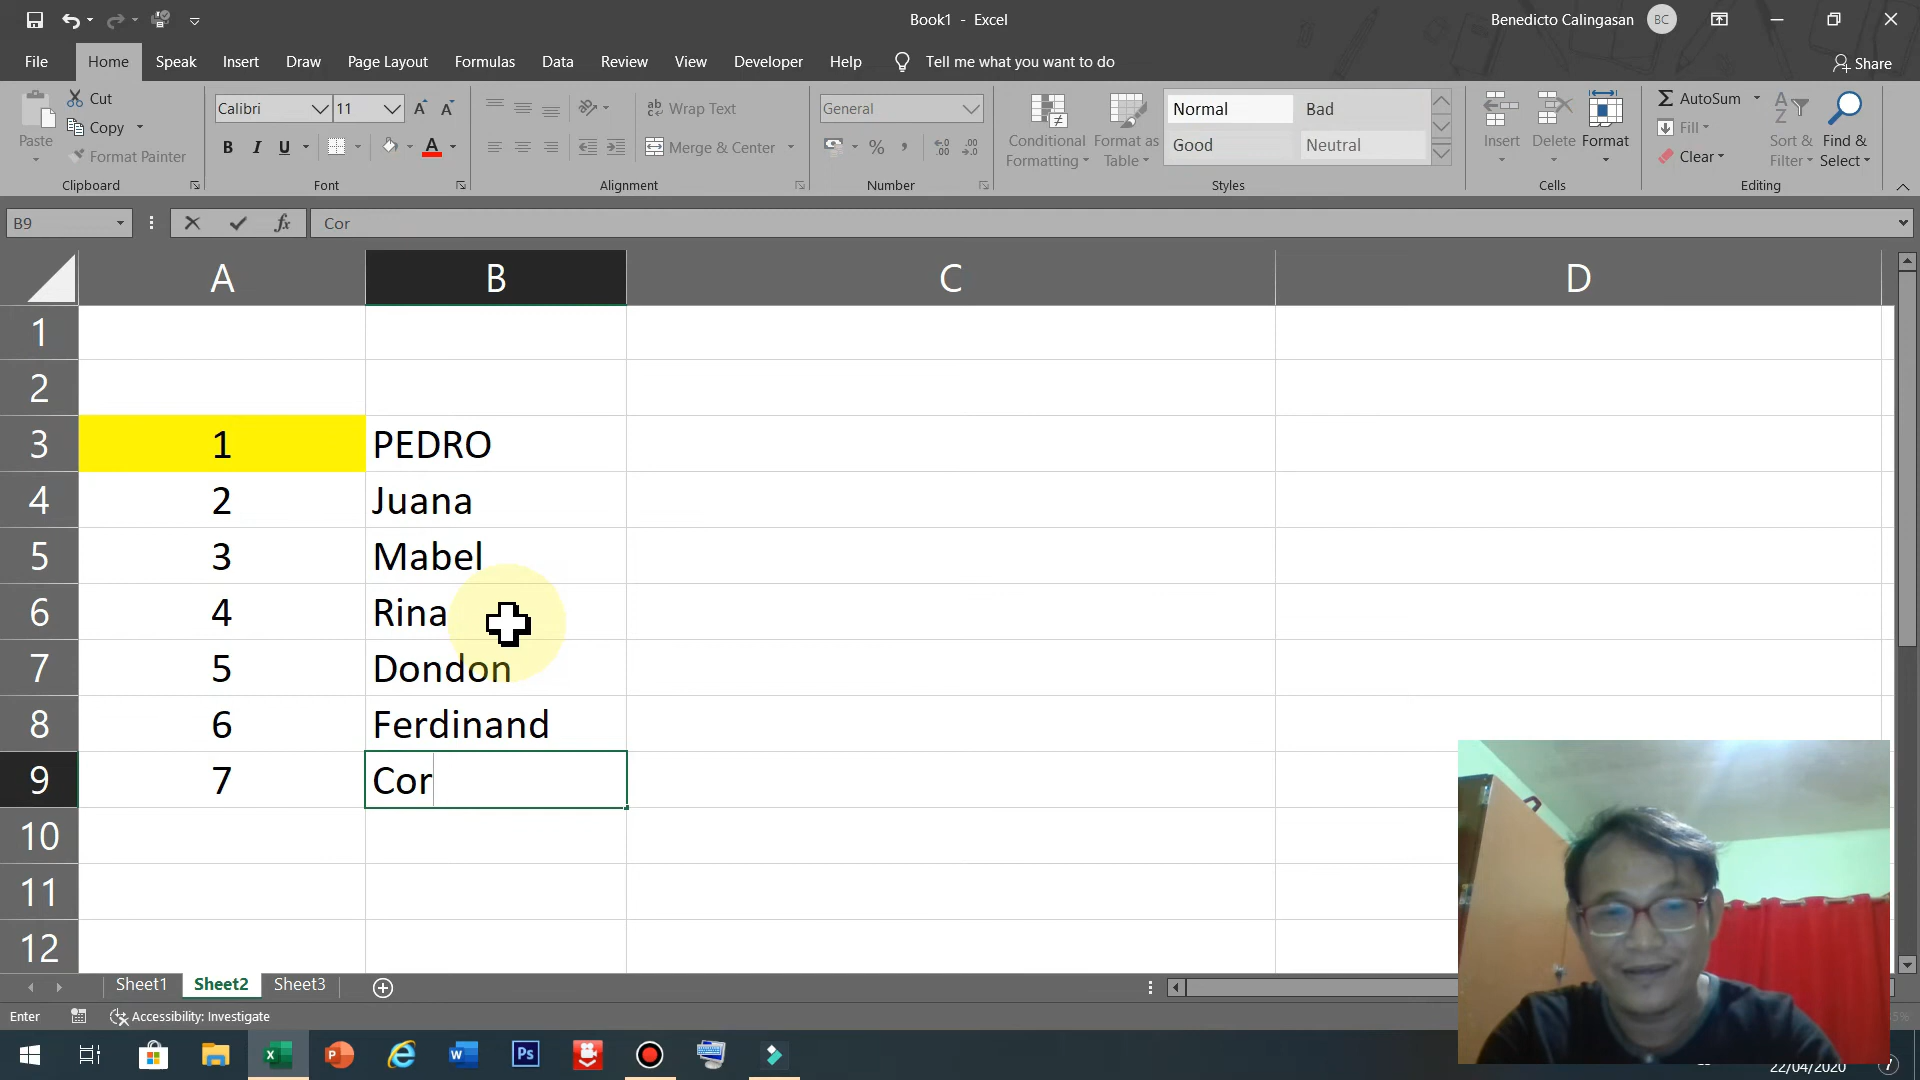 Book1 - Excel
Benedicto Calingasan
BC
File Home Speak Insert Draw Page Layout Formulas Data Review View Developer Help Tell me what you want to do
Share
Paste
Cut
Copy
Format Painter
Clipboard
Calibri 11
B I U
Font
Wrap Text
Merge & Center
Alignment
General
Number
Conditional Formatting
Format as Table
Normal Bad
Good Neutral
Styles
Insert Delete Format
Cells
AutoSum
Fill
Clear
Sort & Filter
Find & Select
Editing
B9 fx Cor
A B C D
1
2
3 1 PEDRO
4 2 Juana
5 3 Mabel
6 4 Rina
7 5 Dondon
8 6 Ferdinand
9 7 Cor
10
11
12
Sheet1 Sheet2 Sheet3
Enter Accessibility: Investigate
22/04/2020